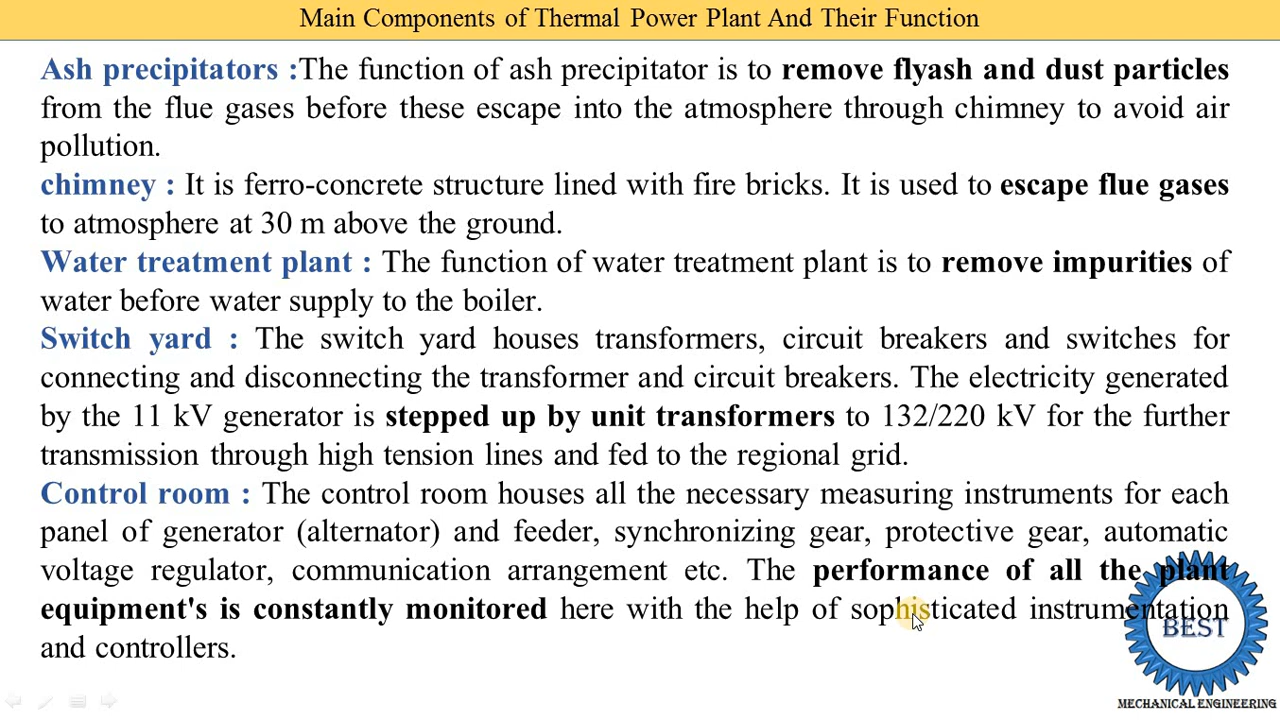 Main Components of Thermal Power Plant And Their Function
Ash precipitators :The function of ash precipitator is to remove flyash and dust particles
from the flue gases before these escape into the atmosphere through chimney to avoid air
pollution.
chimney : It is ferro-concrete structure lined with fire bricks. It is used to escape flue gases
to atmosphere at 30 m above the ground.
Water treatment plant : The function of water treatment plant is to remove impurities of
water before water supply to the boiler.
Switch yard : The switch yard houses transformers, circuit breakers and switches for
connecting and disconnecting the transformer and circuit breakers. The electricity generated
by the 11 kV generator is stepped up by unit transformers to 132/220 kV for the further
transmission through high tension lines and fed to the regional grid.
Control room : The control room houses all the necessary measuring instruments for each
panel of generator (alternator) and feeder, synchronizing gear, protective gear, automatic
voltage regulator, communication arrangement etc. The performance of all the plant
equipment's is constantly monitored here with the help of sophisticated instrumentation
and controllers.
BEST
MECHANICAL ENGINEERING